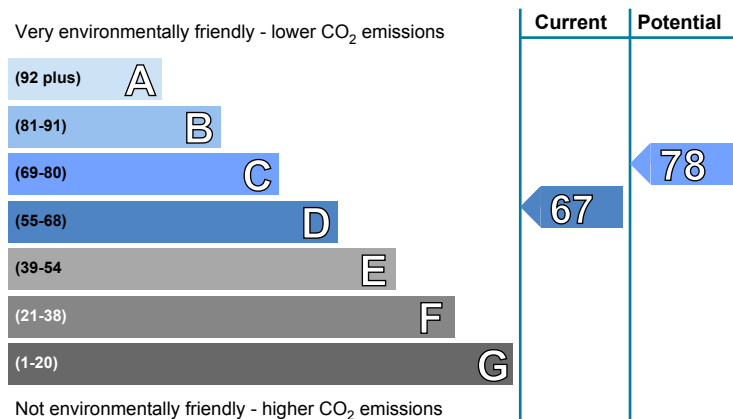 Very environmentally friendly - lower CO2 emissions
Current
Potential
(92 plus) A
(81-91) B
(69-80) C
(55-68) D
(39-54 E
(21-38) F
(1-20) G
67
78
Not environmentally friendly - higher CO2 emissions